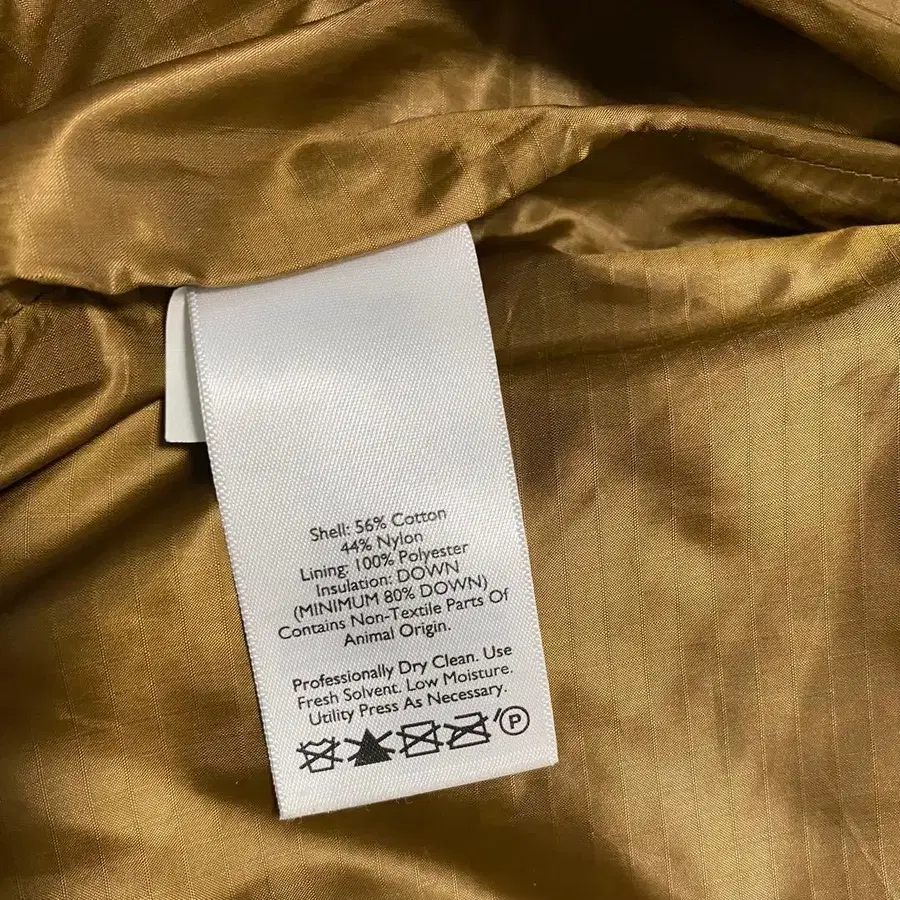 Shell: 56% Cotton
44% Nylon
Lining: 100% Polyester
Insulation: DOWN
(MINIMUM 80% DOWN)
Contains Non-Textile Parts Of
Animal Origin.
Professionally Dry Clean. Use
Fresh Solvent. Low Moisture.
Utility Press As Necessary.
P